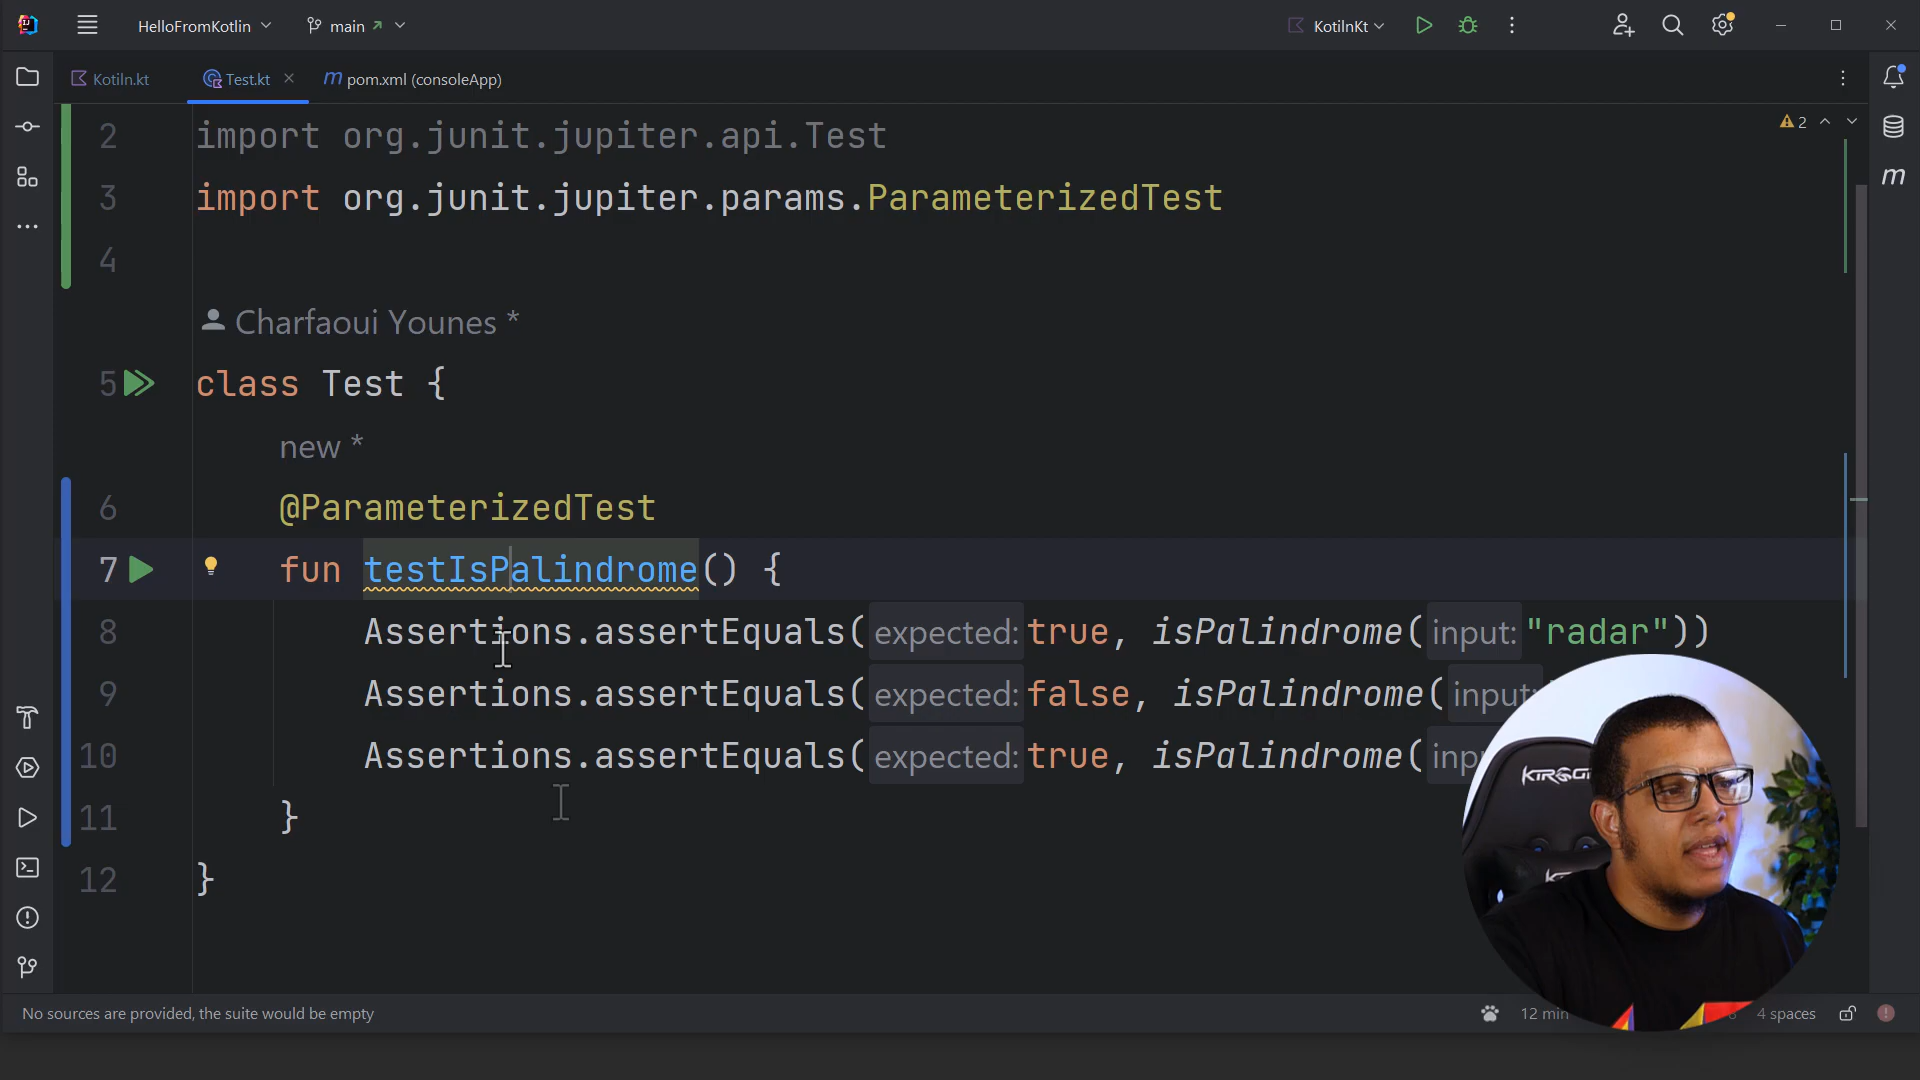 HelloFromKotlin main KotilnKt
Kotiln.kt Test.kt pom.xml (consoleApp)
2 import org.junit.jupiter.api.Test
2
3 import org.junit.jupiter.params.ParameterizedTest
4
Charfaoui Younes *
5 class Test {
new *
6 @ParameterizedTest
7 fun testIsPalindrome() {
8 Assertions.assertEquals( expected: true, isPalindrome( input: "radar"))
9 Assertions.assertEquals( expected: false, isPalindrome( input:
10 Assertions.assertEquals( expected: true, isPalindrome(
11 }
12 }
KIROGI
No sources are provided, the suite would be empty 12 min 4 spaces